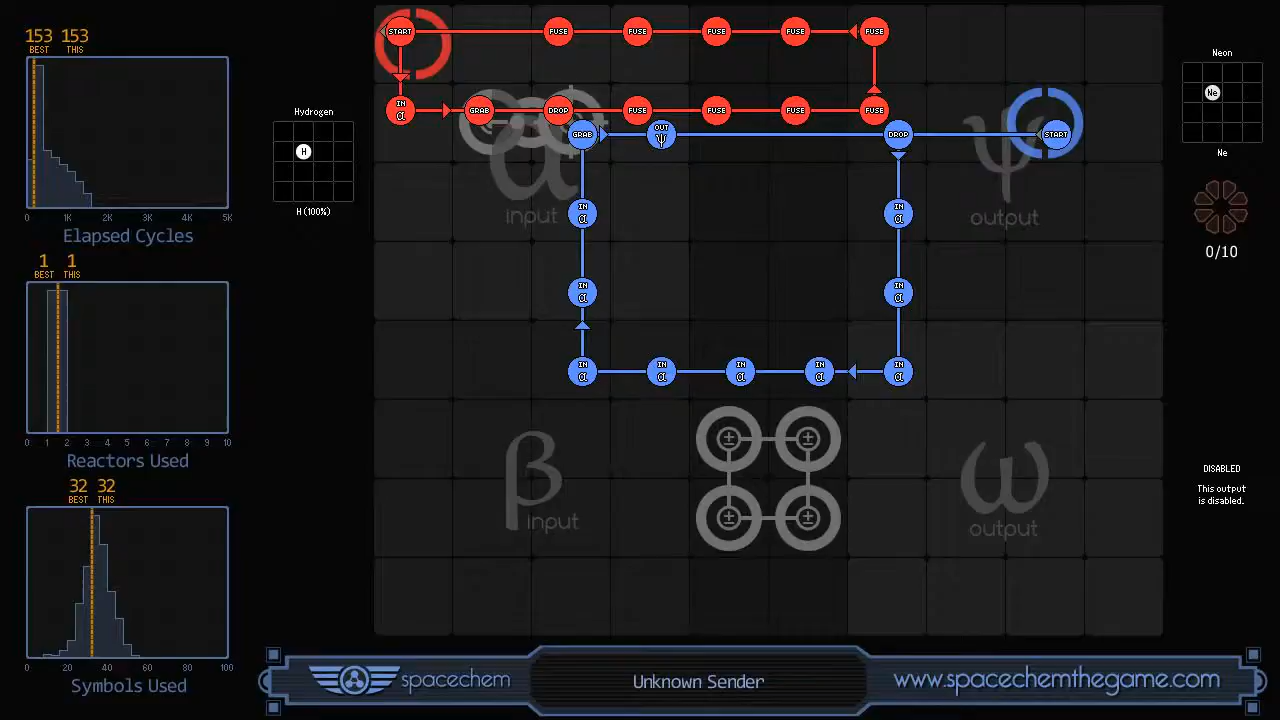 153 153
BEST THIS
0 1K 2K 3K 4K 5K
Elapsed Cycles
1 1
BEST THIS
0 1 2 3 4 5 6 7 8 9 10
Reactors Used
32 32
BEST THIS
0 20 40 60 80 100
Symbols Used
Hydrogen
H
H (100%)
START FUSE FUSE FUSE FUSE FUSE
IN α GRAB DROP FUSE FUSE FUSE FUSE
GRAB OUT ψ DROP START
α
input
ψ
output
IN α IN α
IN α IN α
IN α IN α IN α IN α IN α
β
input
± ±
± ±
ω
output
Neon
Ne
Ne
0/10
DISABLED
This output
is disabled.
spacechem
Unknown Sender
www.spacechemthegame.com